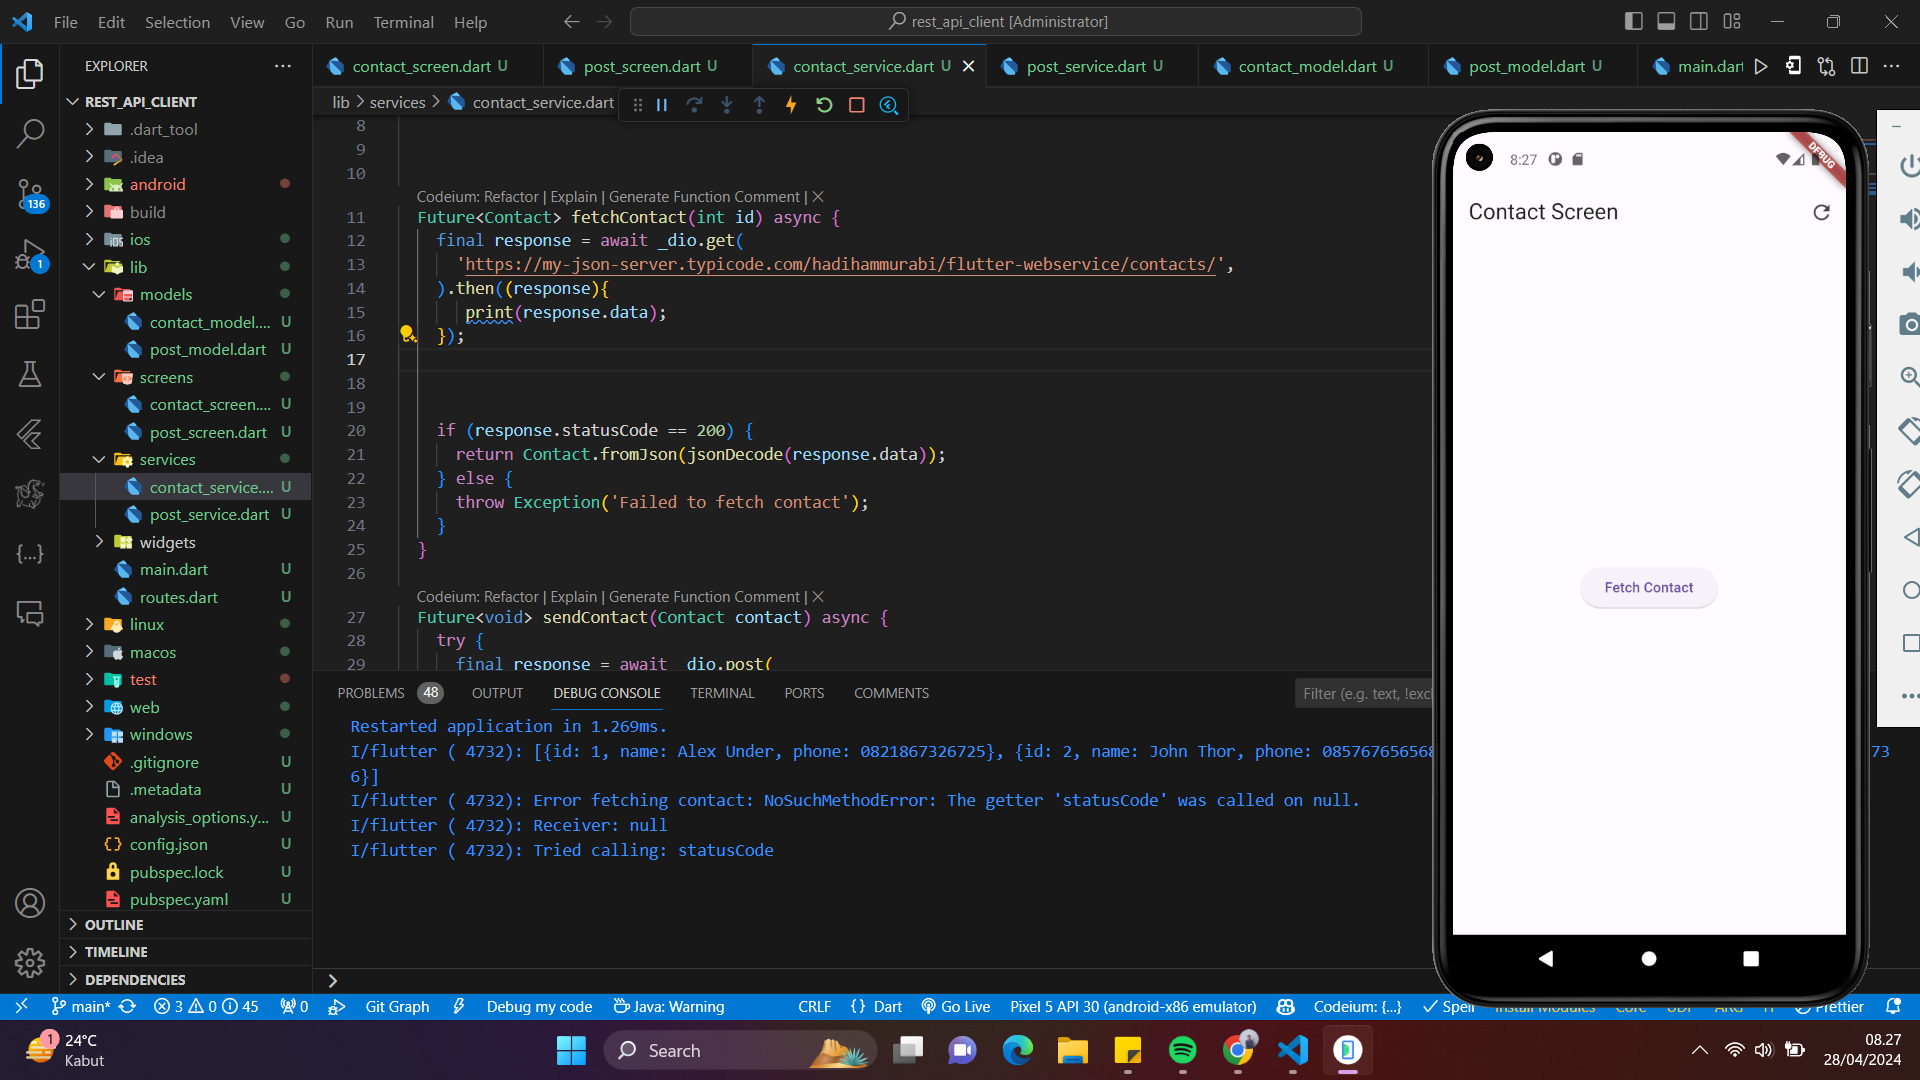 File Edit Selection View Go Run Terminal Help
rest_api_client [Administrator]
EXPLORER
REST_API_CLIENT
.dart_tool
.idea
android
build
ios
lib
models
contact_model.... U
post_model.dart U
screens
contact_screen.... U
post_screen.dart U
services
contact_service.... U
post_service.dart U
widgets
main.dart U
routes.dart U
linux
macos
test
web
windows
.gitignore U
.metadata U
analysis_options.y... U
config.json U
pubspec.lock U
pubspec.yaml U
OUTLINE
TIMELINE
DEPENDENCIES
136
1
contact_screen.dart U
post_screen.dart U
contact_service.dart U
post_service.dart U
contact_model.dart U
post_model.dart U
main.dart
lib > services > contact_service.dart
8
9
10
Codeium: Refactor | Explain | Generate Function Comment | X
11 Future<Contact> fetchContact(int id) async {
12 final response = await _dio.get(
13 'https://my-json-server.typicode.com/hadihammurabi/flutter-webservice/contacts/',
14 ).then((response){
15 print(response.data);
16 });
17
18
19
20 if (response.statusCode == 200) {
21 return Contact.fromJson(jsonDecode(response.data));
22 } else {
23 throw Exception('Failed to fetch contact');
24 }
25 }
26
Codeium: Refactor | Explain | Generate Function Comment | X
27 Future<void> sendContact(Contact contact) async {
28 try {
29 final response = await _dio.post(
PROBLEMS 48 OUTPUT DEBUG CONSOLE TERMINAL PORTS COMMENTS
Filter (e.g. text, !excl
Restarted application in 1.269ms.
I/flutter ( 4732): [{id: 1, name: Alex Under, phone: 0821867326725}, {id: 2, name: John Thor, phone: 085767656568 73
6}]
I/flutter ( 4732): Error fetching contact: NoSuchMethodError: The getter 'statusCode' was called on null.
I/flutter ( 4732): Receiver: null
I/flutter ( 4732): Tried calling: statusCode
8:27
DEBUG
Contact Screen
Fetch Contact
main* 3 0 45 0 Git Graph Debug my code Java: Warning CRLF {} Dart Go Live Pixel 5 API 30 (android-x86 emulator) Codeium: {...} Spell Install Modules Core UPL ARG Prettier
1
24°C
Kabut
Search
08.27
28/04/2024